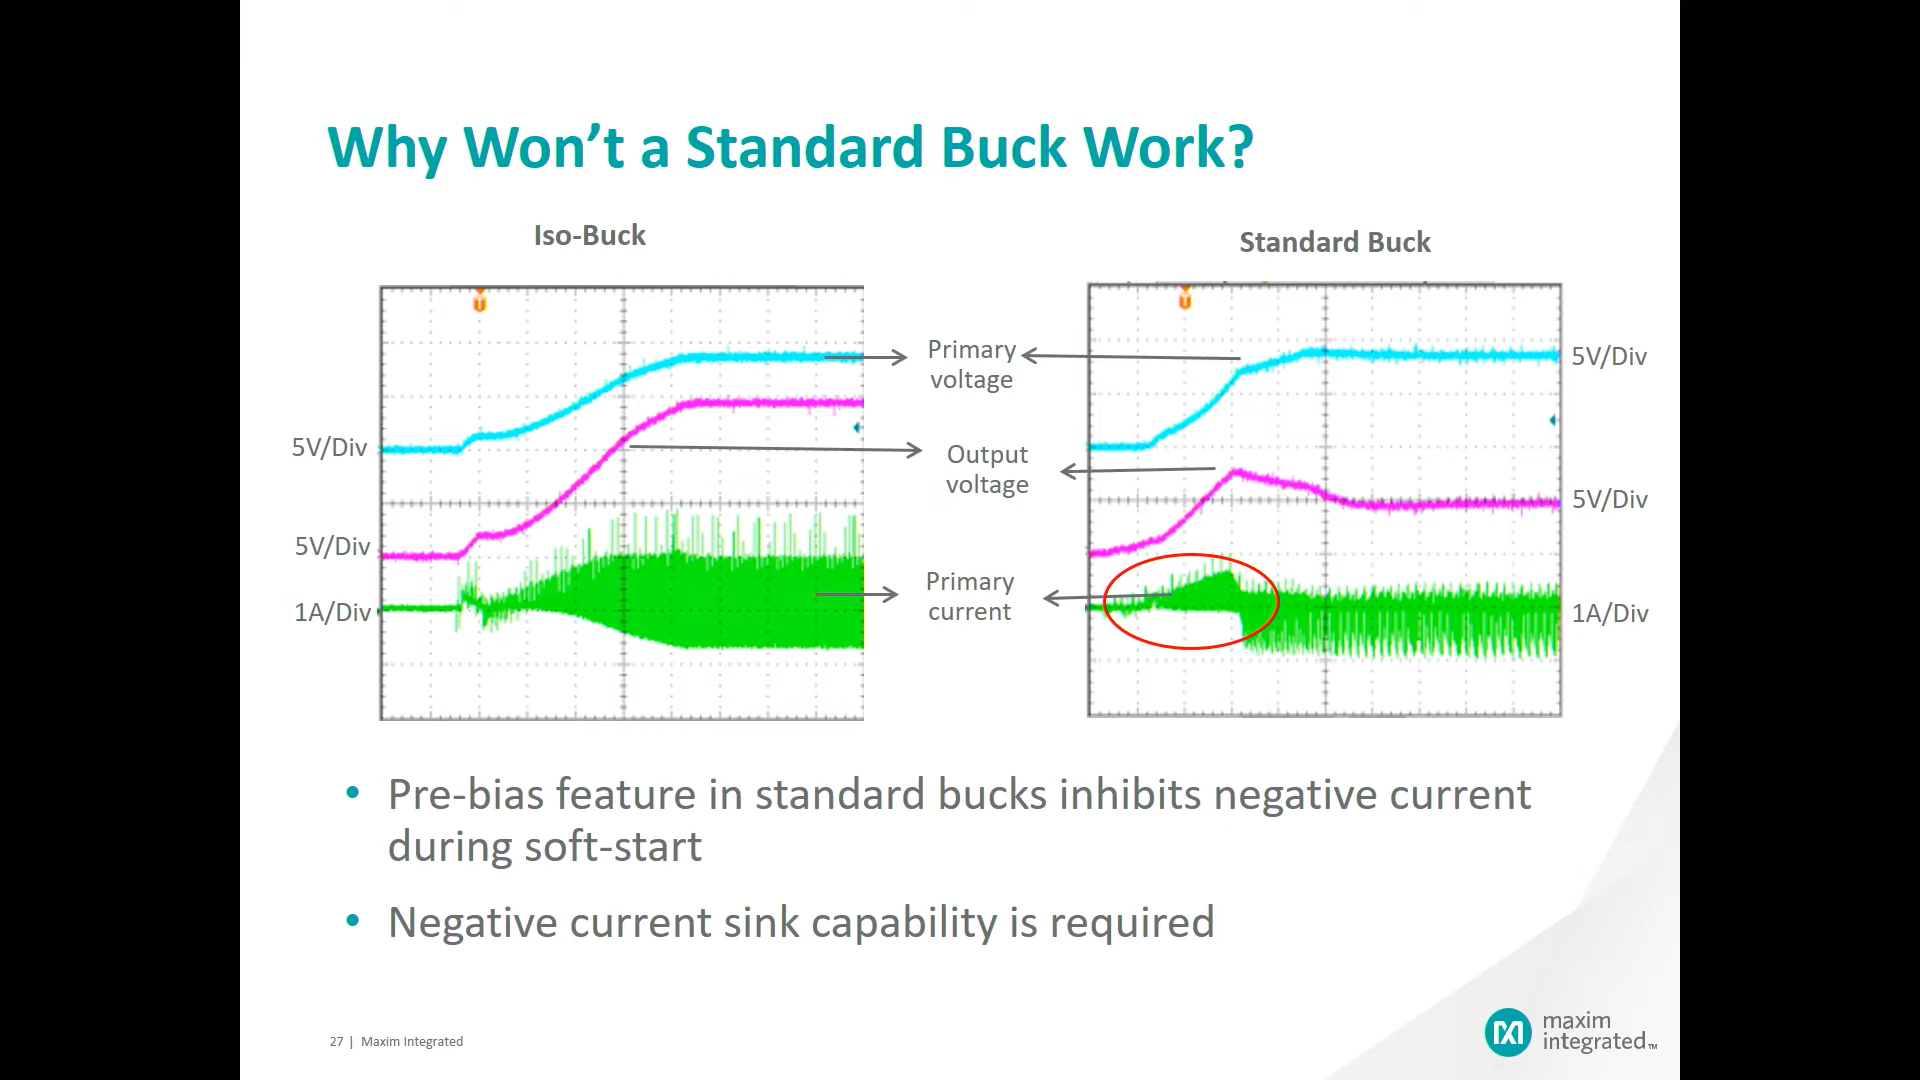 Why Won’t a Standard Buck Work?
Iso-Buck
Standard Buck
T
T
Primary
voltage
5V/Div
5V/Div
Output
voltage
5V/Div
5V/Div
Primary
current
1A/Div
1A/Div
• Pre-bias feature in standard bucks inhibits negative current
during soft-start
• Negative current sink capability is required
27 | Maxim Integrated
maxim
integrated™